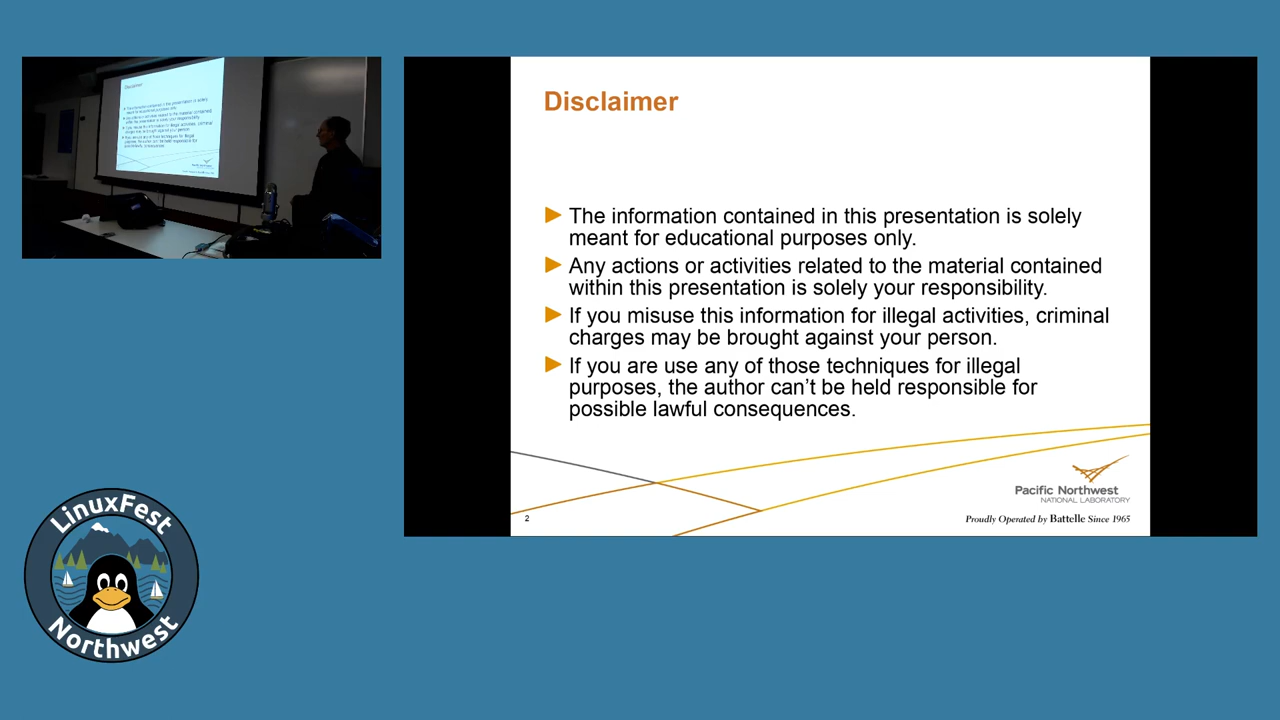 Disclaimer
The information contained in this presentation is solely
meant for educational purposes only.
Any actions or activities related to the material contained
within this presentation is solely your responsibility.
If you misuse this information for illegal activities, criminal
charges may be brought against your person.
If you are use any of those techniques for illegal
purposes, the author can't be held responsible for
possible lawful consequences.
Pacific Northwest
NATIONAL LABORATORY
Proudly Operated by Battelle Since 1965
2
LinuxFest
Northwest
Disclaimer